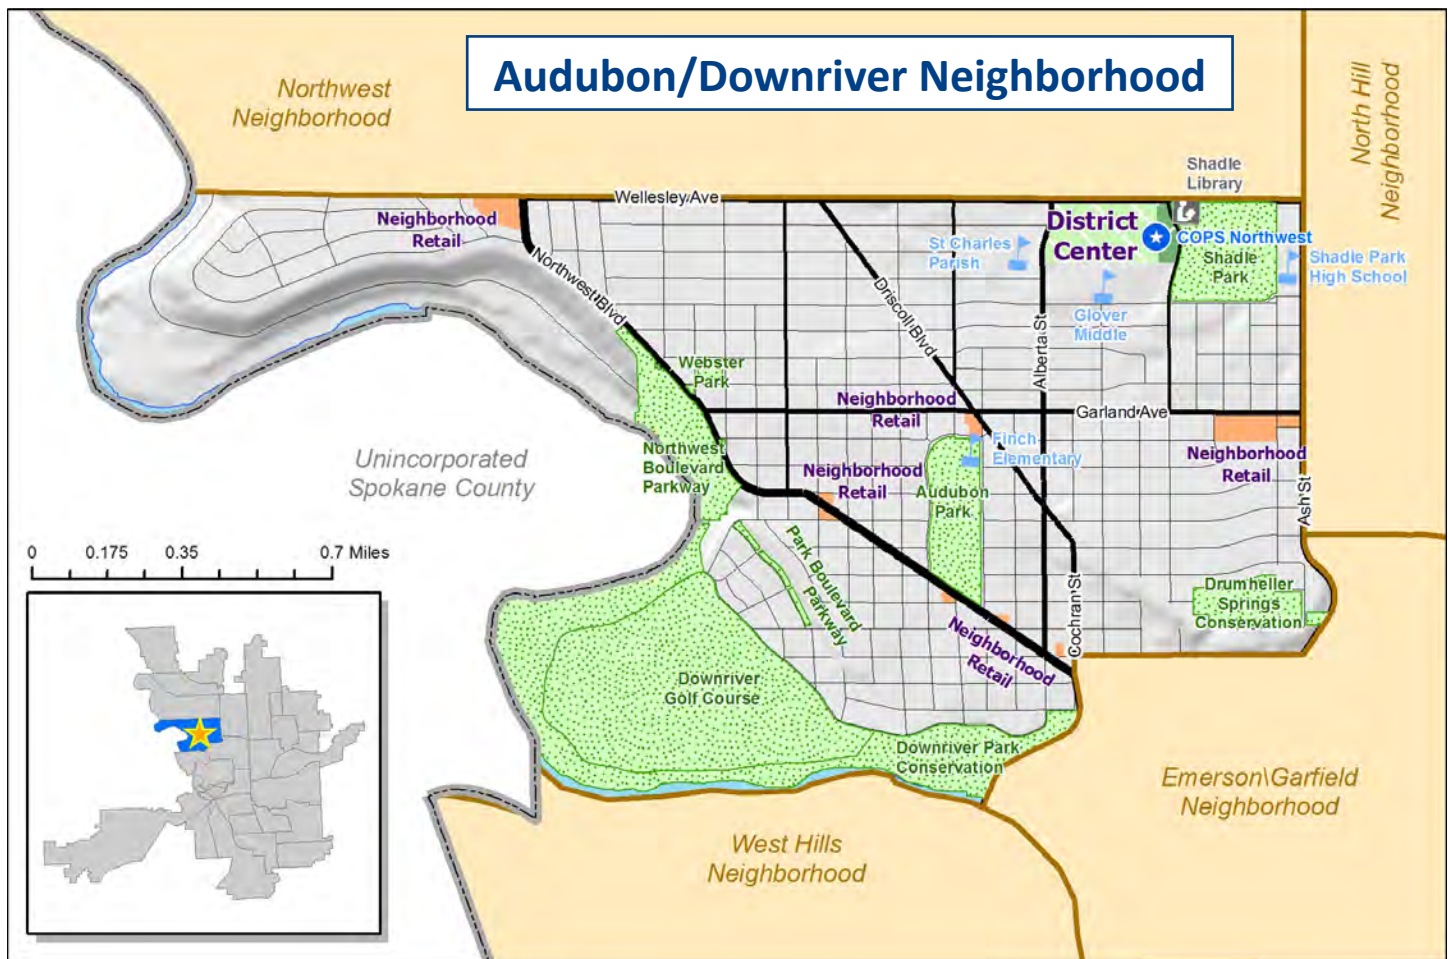 Audubon/Downriver Neighborhood
Northwest
Neighborhood
North Hill
Neighborhood
Shadle
Library
Wellesley Ave
Neighborhood
Retail
District
Center
COPS Northwest
St Charles
Parish
Shadle
Park
Shadle Park
High School
Northwest Blvd
Driscoll Blvd
Glover
Middle
Alberta St
Webster
Park
Neighborhood
Retail
Garland Ave
Northwest
Boulevard
Parkway
Finch
Elementary
Neighborhood
Retail
Neighborhood
Retail
Unincorporated
Spokane County
Audubon
Park
Ash St
0 0.175 0.35 0.7 Miles
Park Boulevard
Parkway
Cochran St
Drumheller
Springs
Conservation
Neighborhood
Retail
Downriver
Golf Course
Downriver Park
Conservation
Emerson\Garfield
Neighborhood
West Hills
Neighborhood